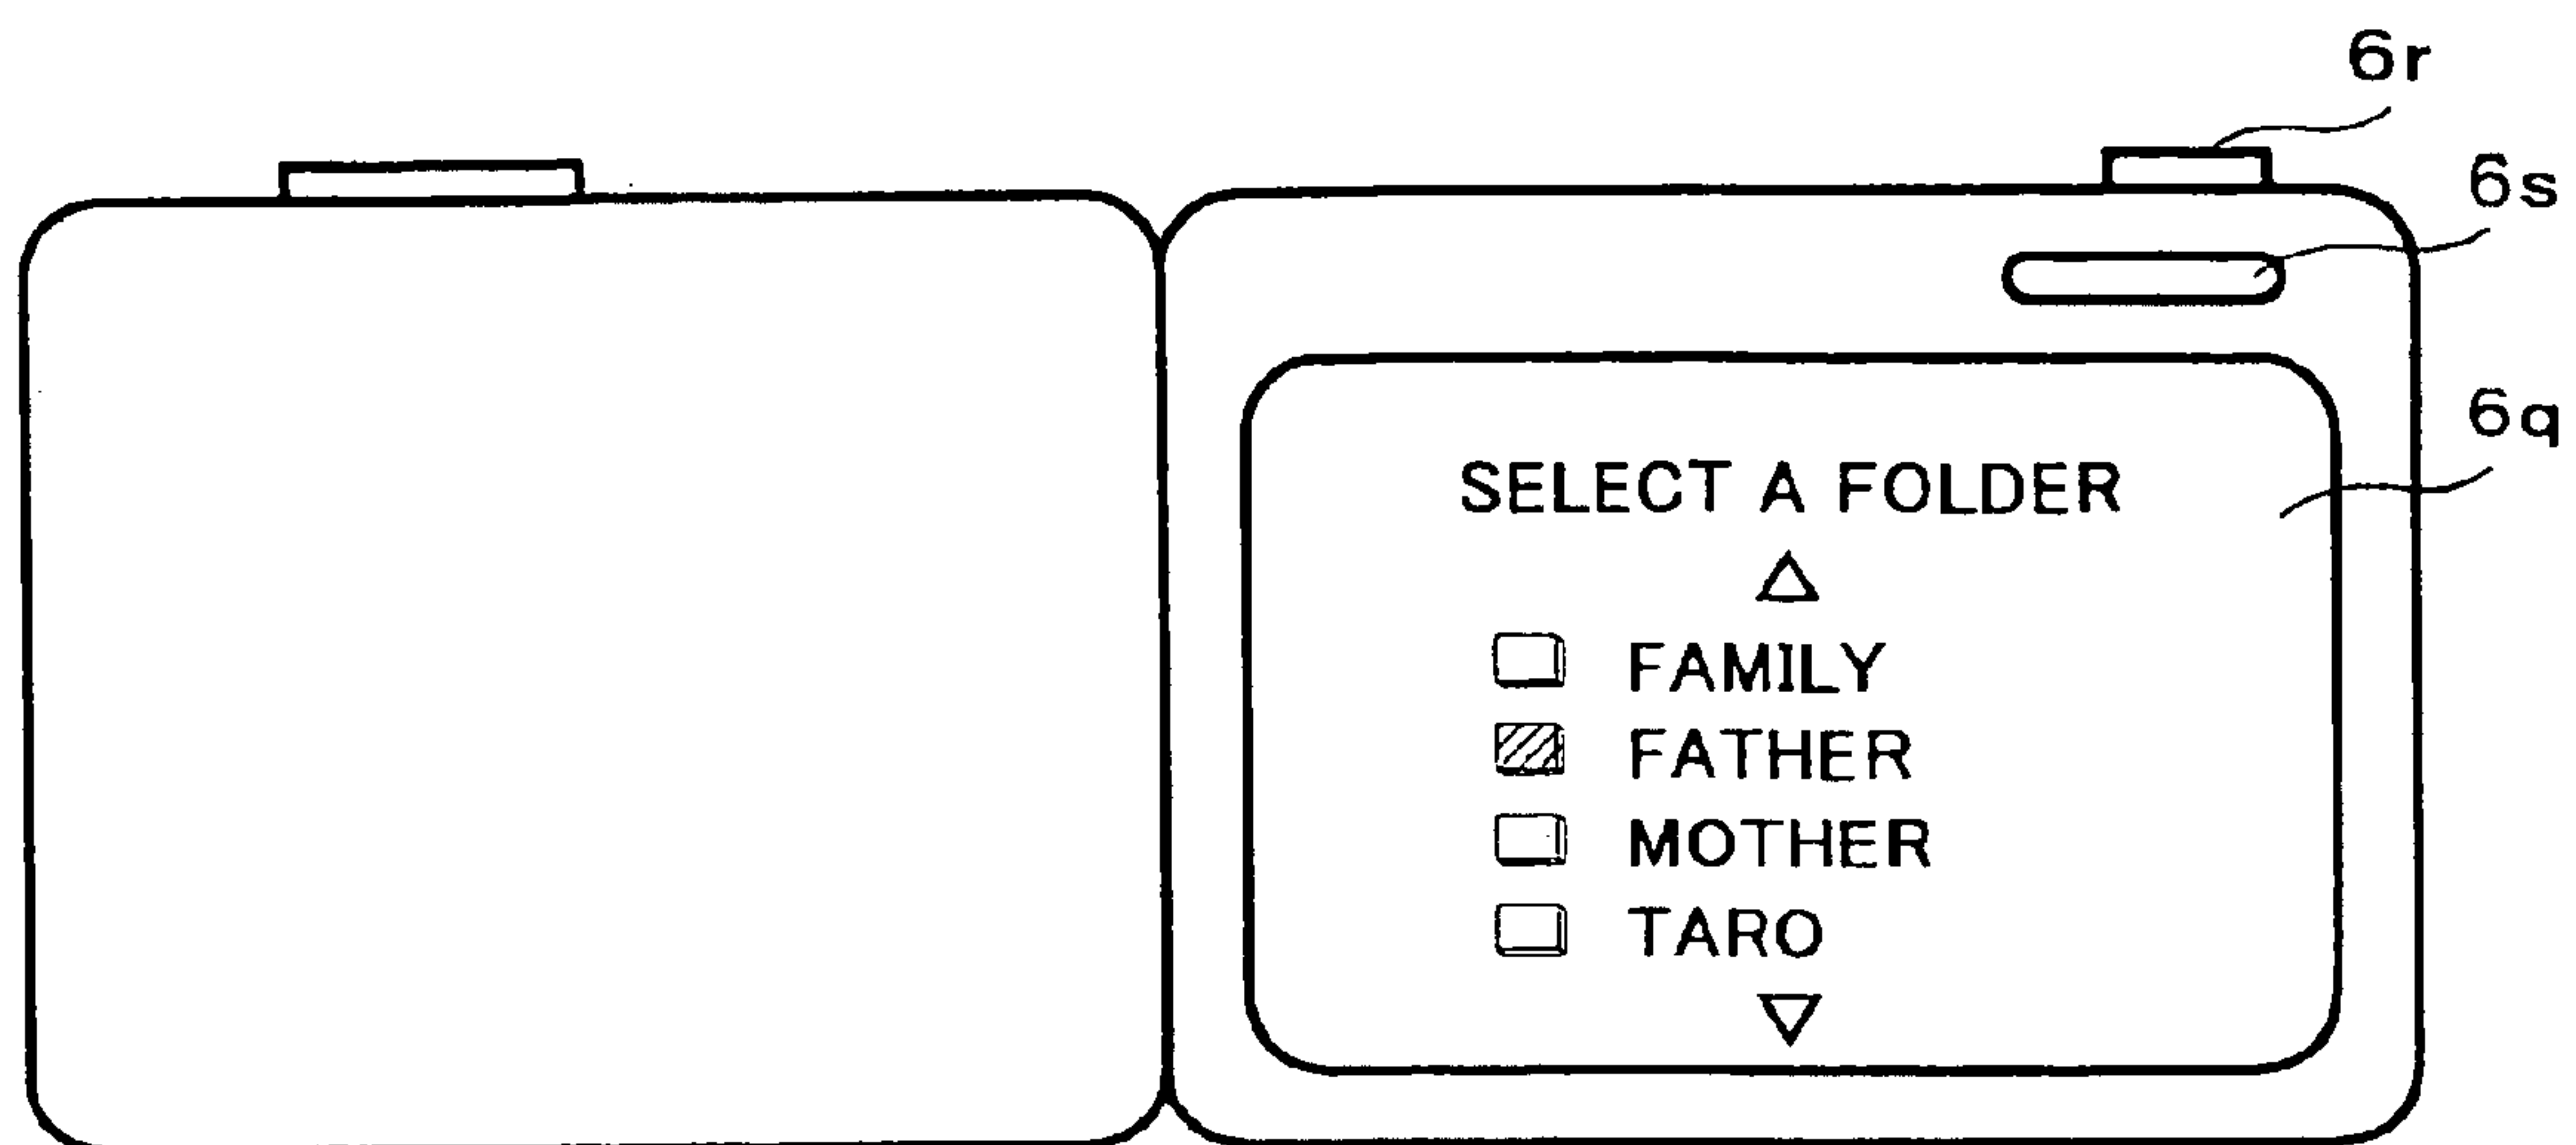 6r
6s
6q
SELECT A FOLDER
FAMILY
FATHER
MOTHER
TARO